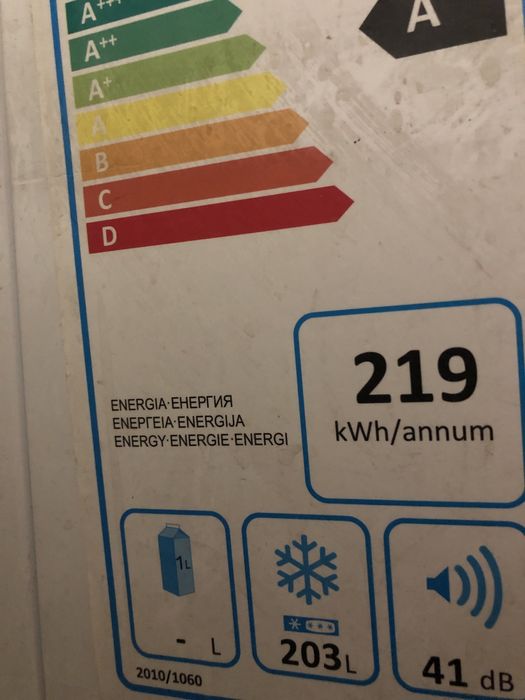 A+++
A
A++
A+
A
B
C
D
219
kWh/annum
ENERGIA·ЕНЕРГИЯ
ΕΝΕΡΓΕΙΑ·ENERGIJA
ENERGY·ENERGIE·ENERGI
1L
- L
203L
41 dB
2010/1060